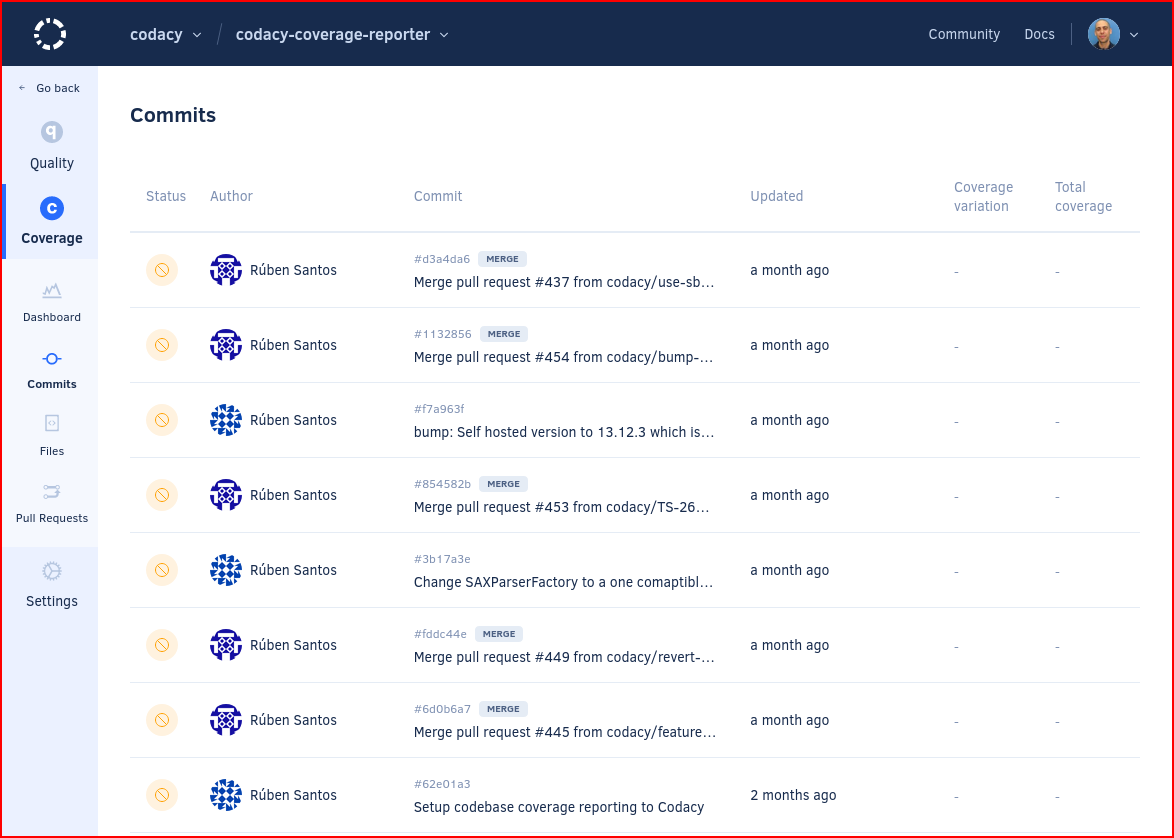 codacy / codacy-coverage-reporter Community Docs
← Go back
Quality
C
Coverage
Dashboard
Commits
Files
Pull Requests
Settings
Commits
Status Author Commit Updated Coverage variation Total coverage
#d3a4da6 MERGE
Rúben Santos Merge pull request #437 from codacy/use-sb... a month ago - -
#1132856 MERGE
Rúben Santos Merge pull request #454 from codacy/bump-... a month ago - -
#f7a963f
Rúben Santos bump: Self hosted version to 13.12.3 which is... a month ago - -
#854582b MERGE
Rúben Santos Merge pull request #453 from codacy/TS-26... a month ago - -
#3b17a3e
Rúben Santos Change SAXParserFactory to a one comaptibl... a month ago - -
#fddc44e MERGE
Rúben Santos Merge pull request #449 from codacy/revert-... a month ago - -
#6d0b6a7 MERGE
Rúben Santos Merge pull request #445 from codacy/feature... a month ago - -
#62e01a3
Rúben Santos Setup codebase coverage reporting to Codacy 2 months ago - -